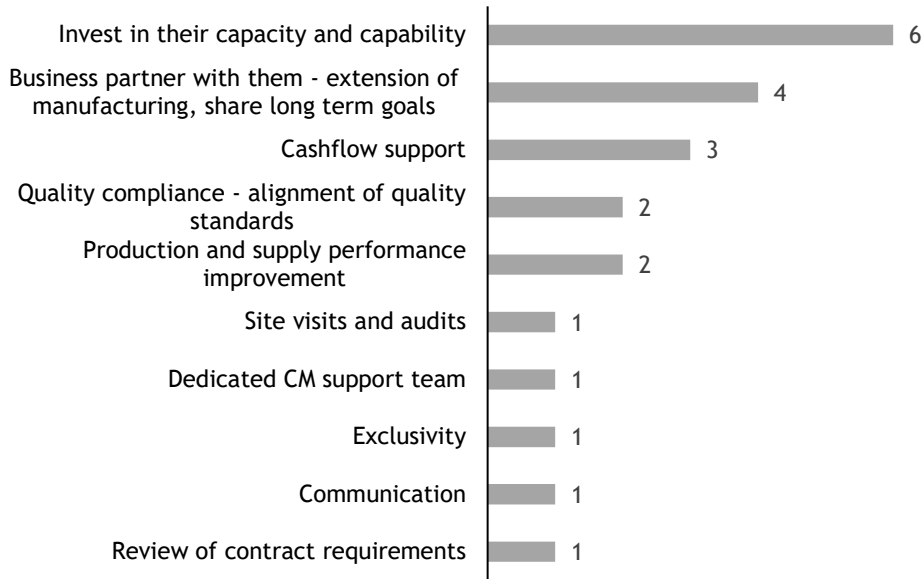 Invest in their capacity and capability
6
Business partner with them - extension of
manufacturing, share long term goals
4
Cashflow support
3
Quality compliance - alignment of quality
standards
2
Production and supply performance
improvement
2
Site visits and audits
1
Dedicated CM support team
1
Exclusivity
1
Communication
1
Review of contract requirements
1